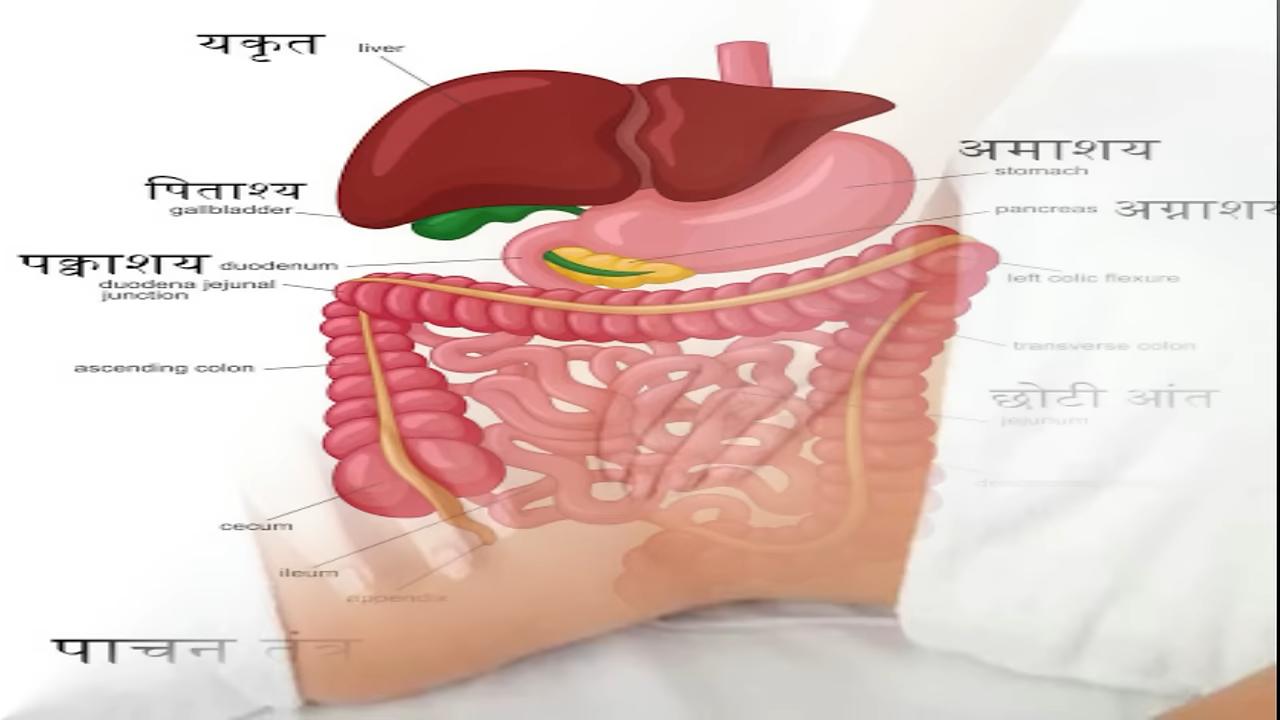 यकृत
liver
अमाशय
stomach
पिताश्य
gallbladder
pancreas
पक्वाशय
duodenum
duodena jejunal
junction
left colic flexure
transverse colon
ascending colon
छोटी आंत
jejunum
cecum
ileum
appendix
पाचन तंत्र